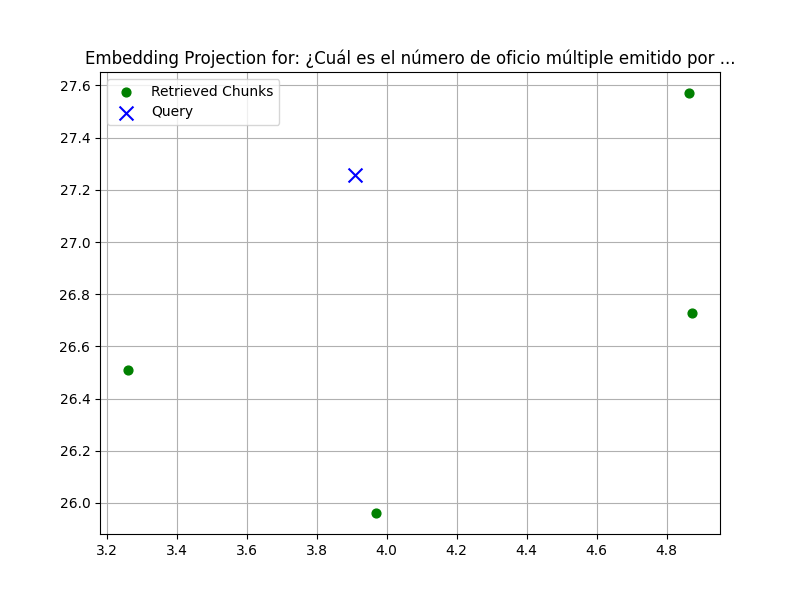 Embedding Projection for: ¿Cuál es el número de oficio múltiple emitido por ...
Retrieved Chunks
Query
27.6
27.4
27.2
27.0
26.8
26.6
26.4
26.2
26.0
3.2 3.4 3.6 3.8 4.0 4.2 4.4 4.6 4.8